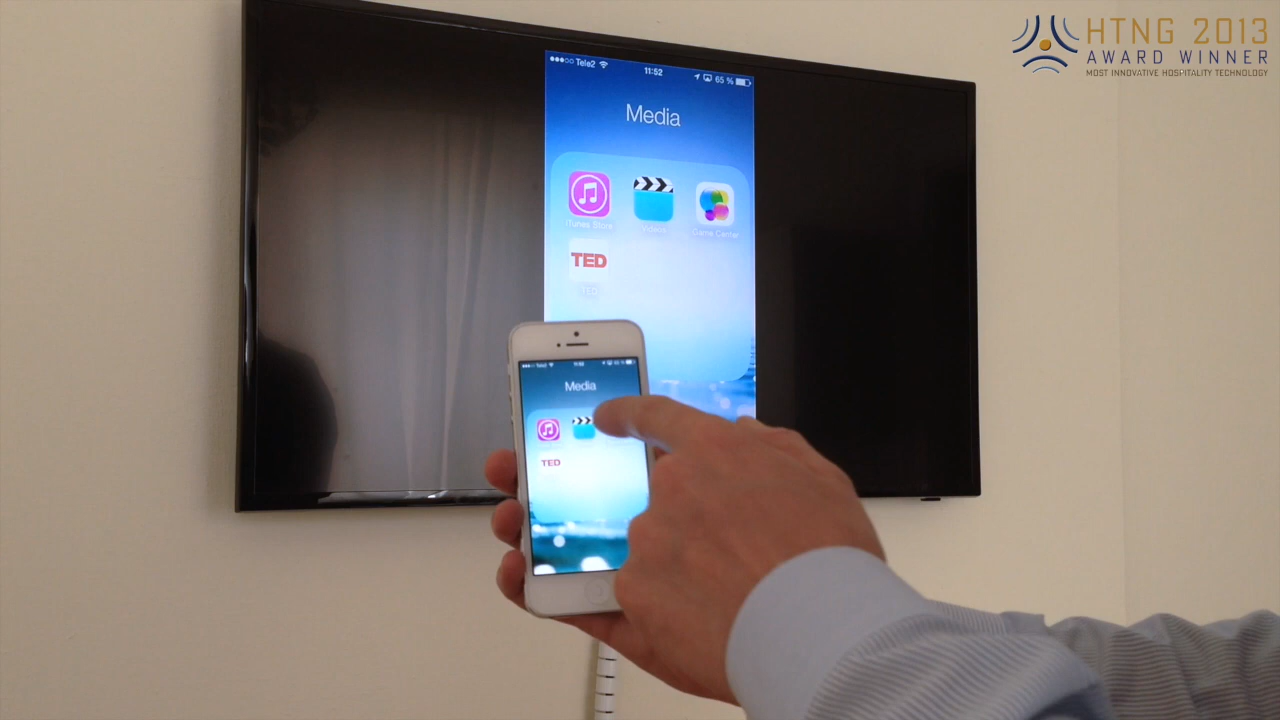 HTNG 2013
AWARD WINNER
MOST INNOVATIVE HOSPITALITY TECHNOLOGY
Tele2 11:52 65 %
Media
iTunes Store Videos Game Center
TED
TED
Media
TED